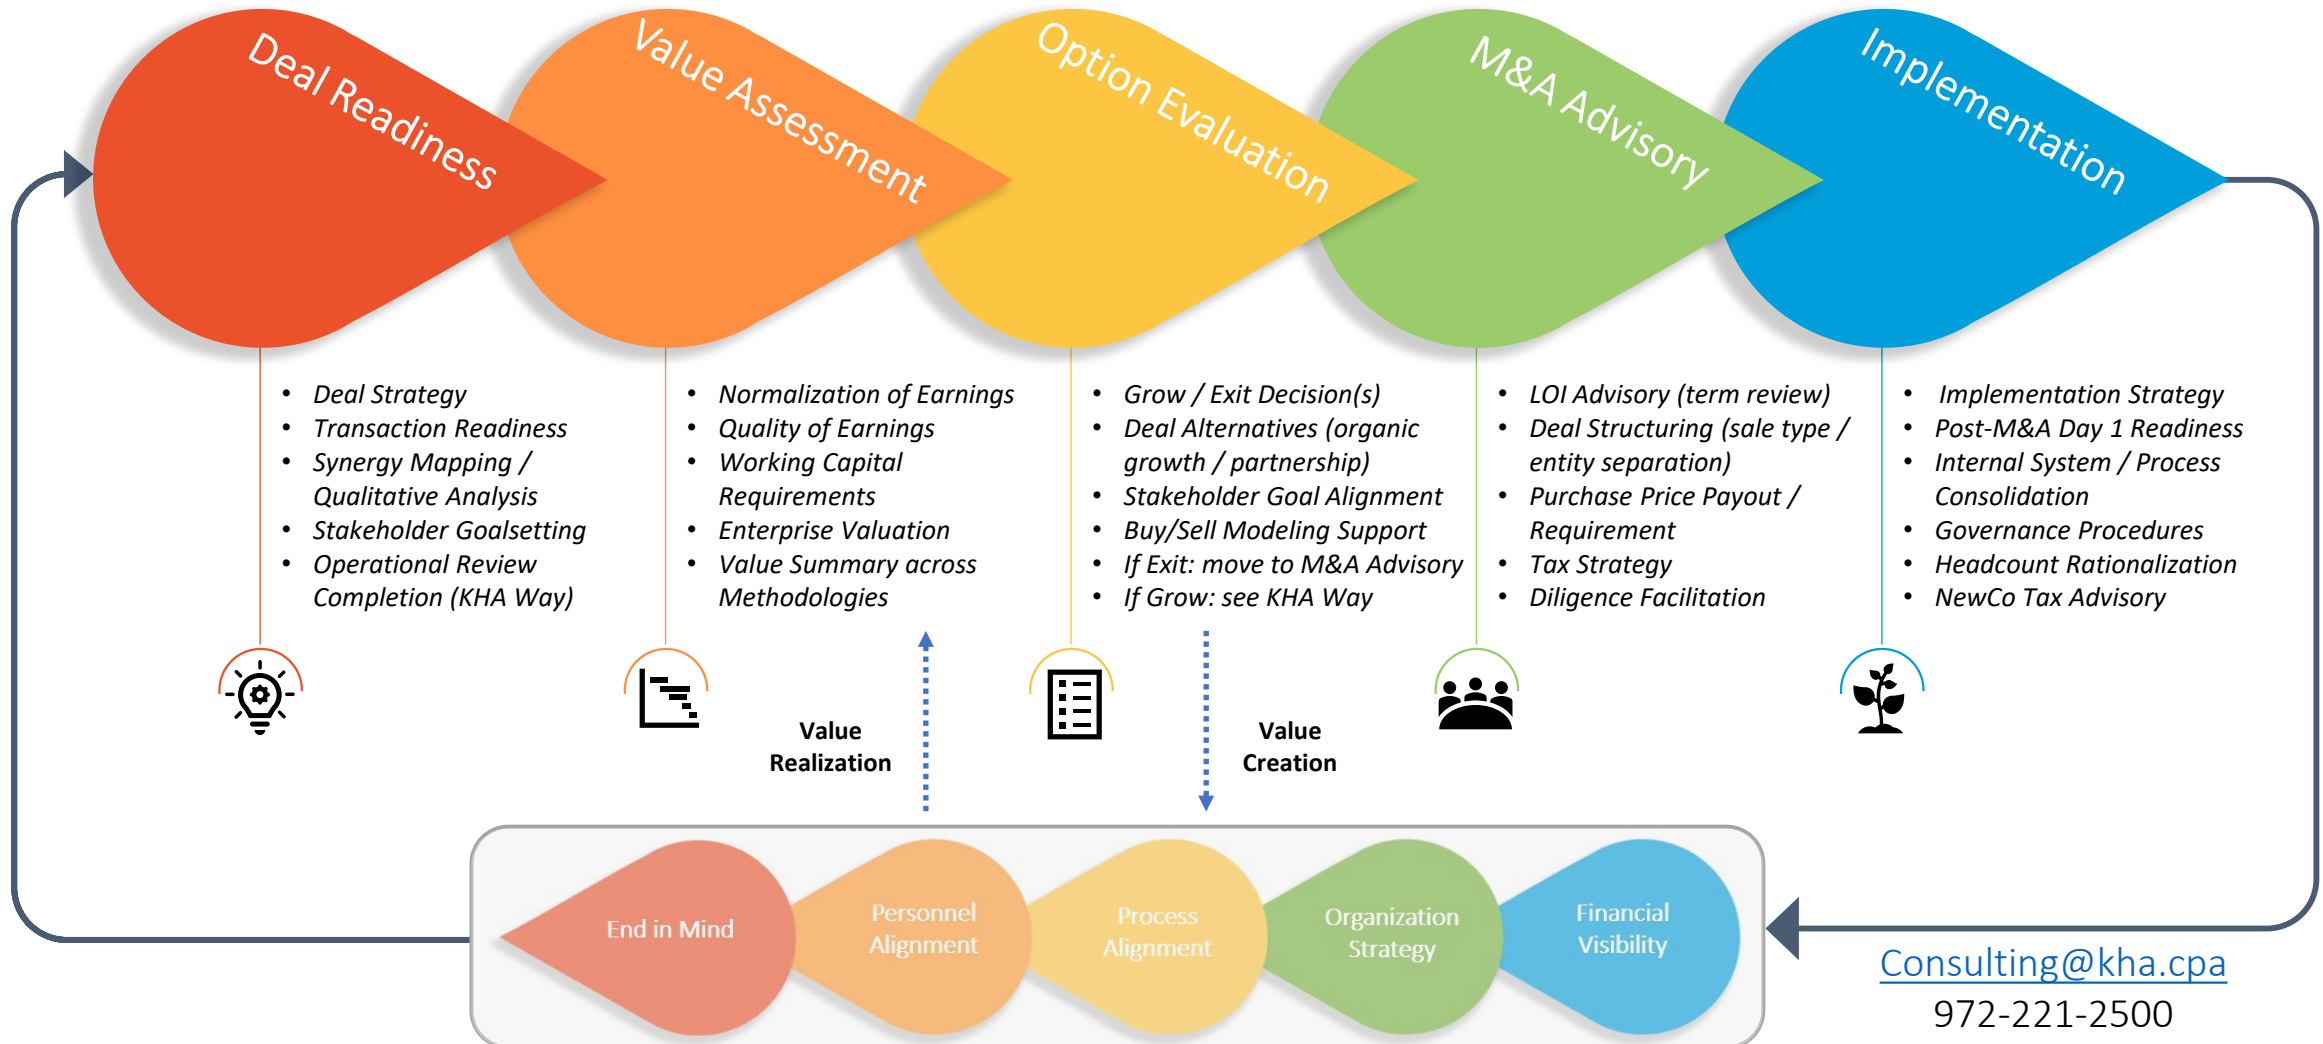 Deal Readiness
Value Assessment
Option Evaluation
M&A Advisory
Implementation
• Deal Strategy
• Transaction Readiness
• Synergy Mapping /
Qualitative Analysis
• Stakeholder Goalsetting
• Operational Review
Completion (KHA Way)
• Normalization of Earnings
• Quality of Earnings
• Working Capital
Requirements
• Enterprise Valuation
• Value Summary across
Methodologies
• Grow / Exit Decision(s)
• Deal Alternatives (organic
growth / partnership)
• Stakeholder Goal Alignment
• Buy/Sell Modeling Support
• If Exit: move to M&A Advisory
• If Grow: see KHA Way
• LOI Advisory (term review)
• Deal Structuring (sale type /
entity separation)
• Purchase Price Payout /
Requirement
• Tax Strategy
• Diligence Facilitation
• Implementation Strategy
• Post-M&A Day 1 Readiness
• Internal System / Process
Consolidation
• Governance Procedures
• Headcount Rationalization
• NewCo Tax Advisory
Value
Realization
Value
Creation
End in Mind
Personnel
Alignment
Process
Alignment
Organization
Strategy
Financial
Visibility
Consulting@kha.cpa
972-221-2500